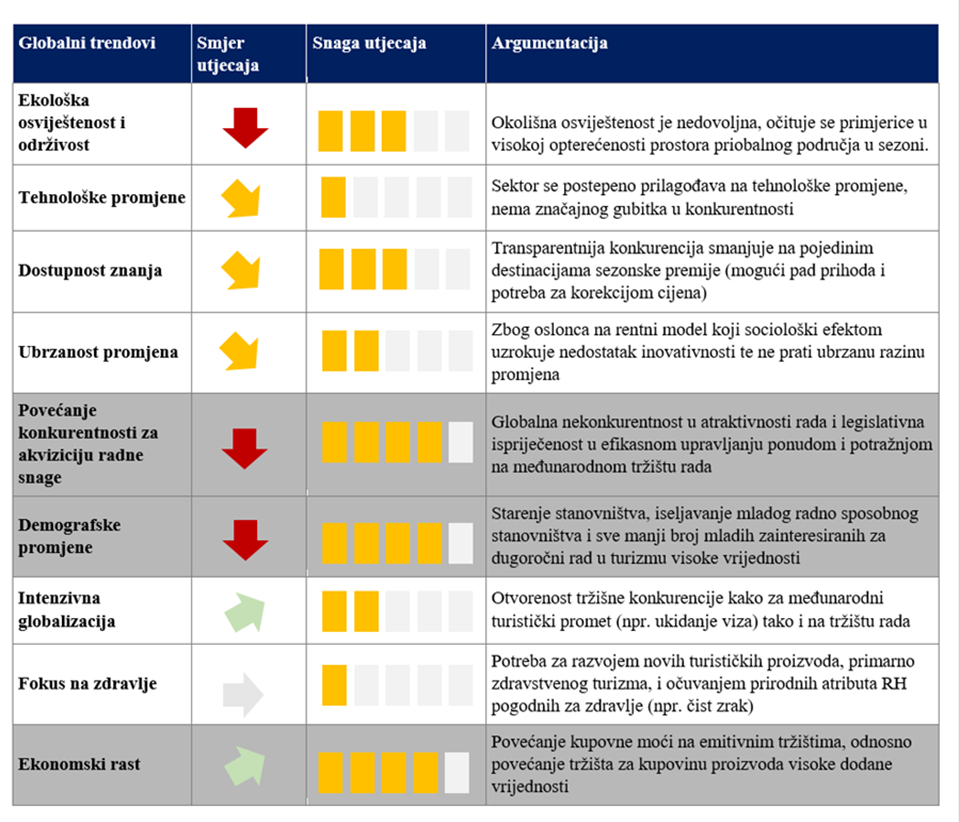 Globalni trendovi
Smjer
utjecaja
Snaga utjecaja
Argumentacija
Ekološka
osviještenost i
održivost
Okolišna osviještenost je nedovoljna, očituje se primjerice u
visokoj opterećenosti prostora priobalnog područja u sezoni.
Tehnološke promjene
Sektor se postepeno prilagođava na tehnološke promjene,
nema značajnog gubitka u konkurentnosti
Dostupnost znanja
Transparentnija konkurencija smanjuje na pojedinim
destinacijama sezonske premije (mogući pad prihoda i
potreba za korekcijom cijena)
Ubrzanost promjena
Zbog oslonca na rentni model koji sociološki efektom
uzrokuje nedostatak inovativnosti te ne prati ubrzanu razinu
promjena
Povećanje
konkurentnosti za
akviziciju radne
snage
Globalna nekonkurentnost u atraktivnosti rada i legislativna
ispriječenost u efikasnom upravljanju ponudom i potražnjom
na međunarodnom tržištu rada
Demografske
promjene
Starenje stanovništva, iseljavanje mladog radno sposobnog
stanovništva i sve manji broj mladih zainteresiranih za
dugoročni rad u turizmu visoke vrijednosti
Intenzivna
globalizacija
Otvorenost tržišne konkurencije kako za međunarodni
turistički promet (npr. ukidanje viza) tako i na tržištu rada
Fokus na zdravlje
Potreba za razvojem novih turističkih proizvoda, primarno
zdravstvenog turizma, i očuvanjem prirodnih atributa RH
pogodnih za zdravlje (npr. čist zrak)
Ekonomski rast
Povećanje kupovne moći na emitivnim tržištima, odnosno
povećanje tržišta za kupovinu proizvoda visoke dodane
vrijednosti